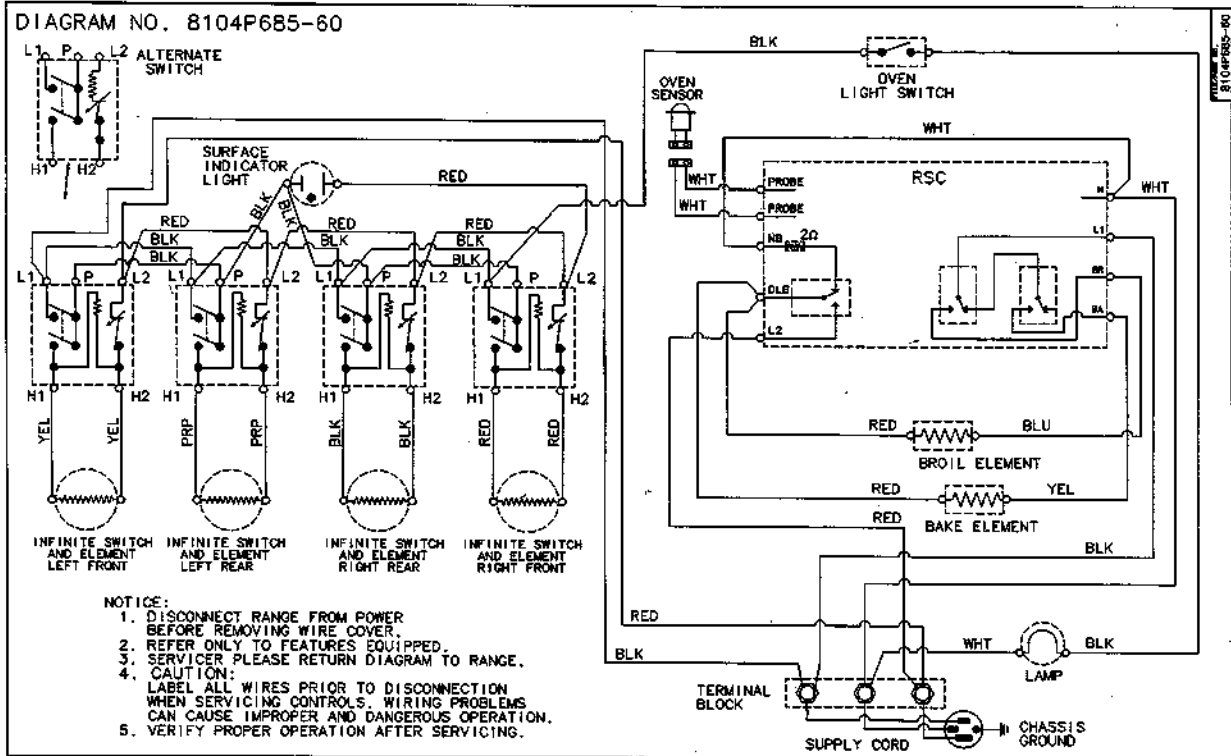 DIAGRAM NO. 8104P685-60
8104P685-60
L1 P L2
ALTERNATE
SWITCH
H1 H2
SURFACE
INDICATOR
LIGHT
BLK
BLK
RED
RED
BLK
BLK
RED
BLK
BLK
RED
L1 P L2
L1 P L2
L1 P L2
L1 P L2
H1 H2
H1 H2
H1 H2
H1 H2
YEL YEL
PRP PRP
BLK BLK
RED RED
INFINITE SWITCH
AND ELEMENT
LEFT FRONT
INFINITE SWITCH
AND ELEMENT
LEFT REAR
INFINITE SWITCH
AND ELEMENT
RIGHT REAR
INFINITE SWITCH
AND ELEMENT
RIGHT FRONT
BLK
OVEN
LIGHT SWITCH
OVEN
SENSOR
WHT
WHT
WHT
RSC
PROBE
PROBE
NB
2Ω
DLB
L2
N
WHT
L1
BR
BA
RED
BLU
BROIL ELEMENT
RED
YEL
BAKE ELEMENT
RED
BLK
RED
BLK
WHT
BLK
LAMP
TERMINAL
BLOCK
SUPPLY CORD
CHASSIS
GROUND
NOTICE:
1. DISCONNECT RANGE FROM POWER
BEFORE REMOVING WIRE COVER.
2. REFER ONLY TO FEATURES EQUIPPED.
3. SERVICER PLEASE RETURN DIAGRAM TO RANGE.
4. CAUTION:
LABEL ALL WIRES PRIOR TO DISCONNECTION
WHEN SERVICING CONTROLS. WIRING PROBLEMS
CAN CAUSE IMPROPER AND DANGEROUS OPERATION.
5. VERIFY PROPER OPERATION AFTER SERVICING.